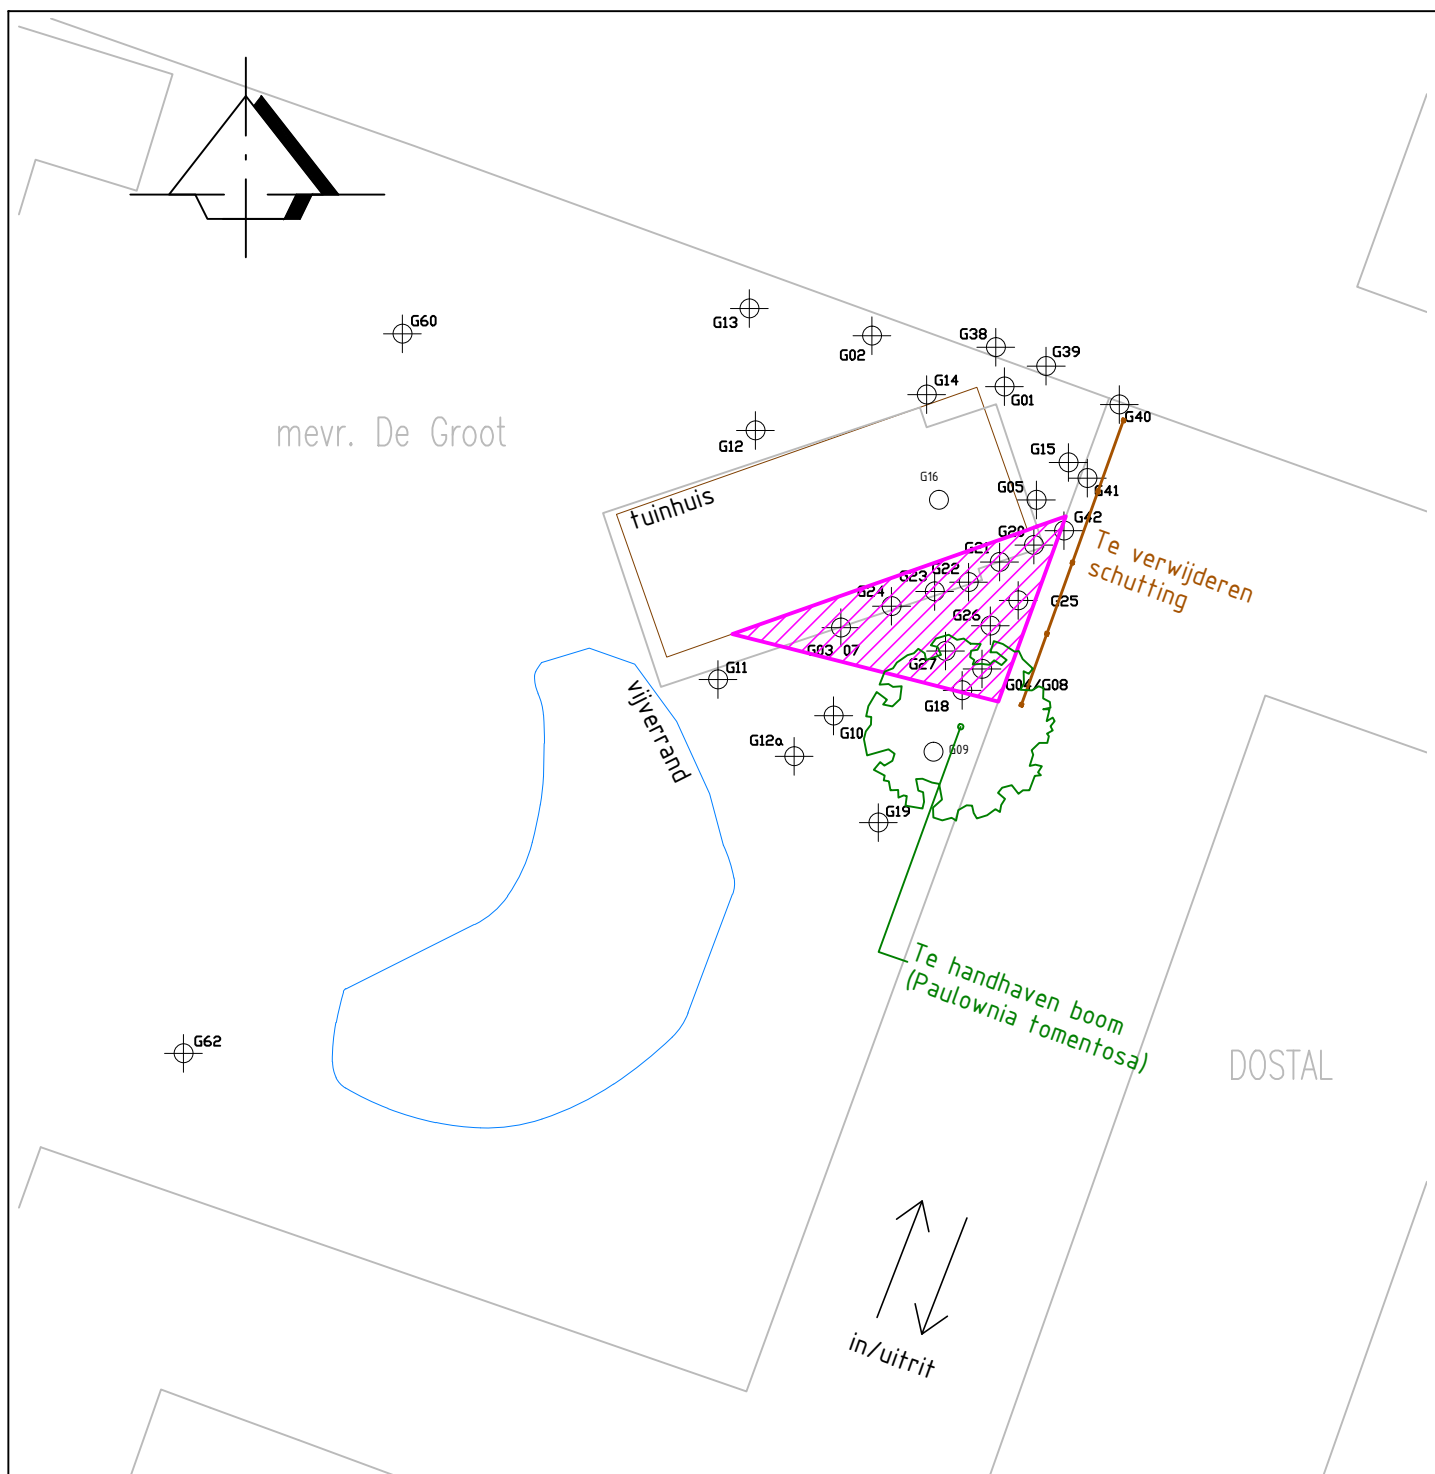 G60
G13
G02
G38
G39
G14
G01
G40
mevr. De Groot
G12
G15
G16
G05
G41
tuinhuis
G42
G20
Te verwijderen
schutting
G21
G22
G23
G24
G25
G26
G03 07
G27
G11
G04/G08
G18
vijverrand
G10
G12a
G09
G19
Te handhaven boom
(Paulownia tomentosa)
G62
DOSTAL
in/uitrit